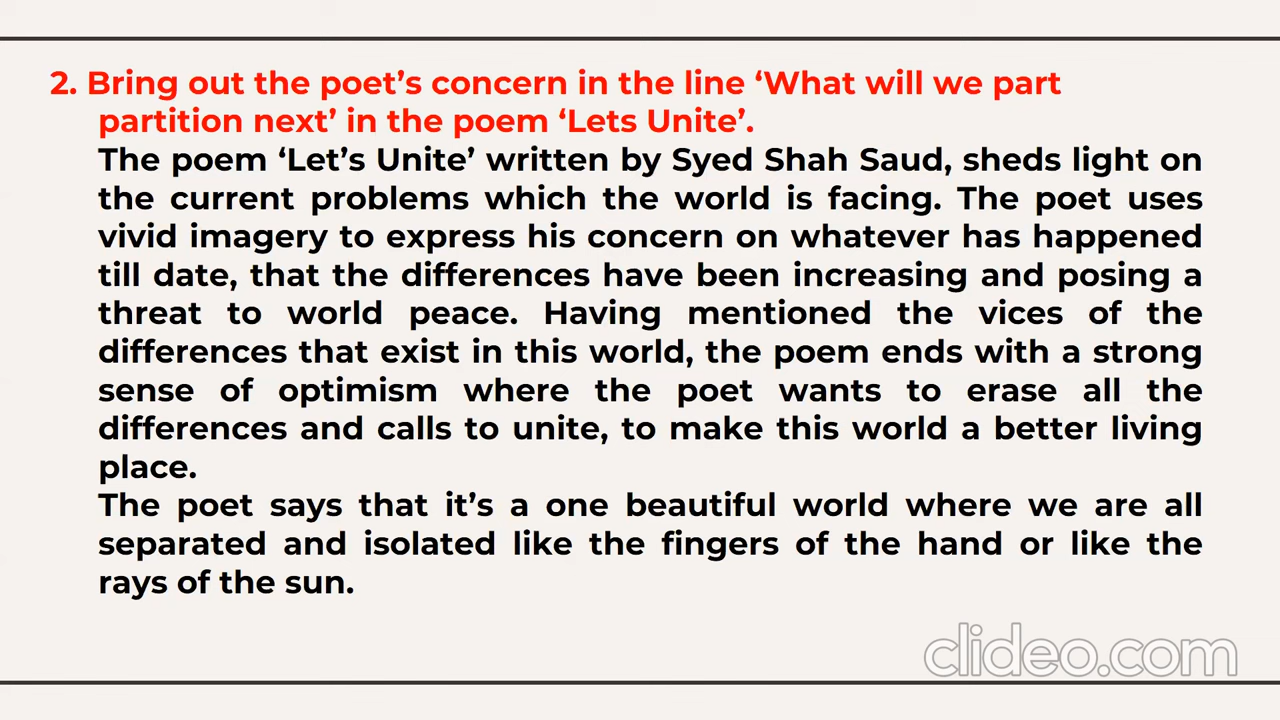 2. Bring out the poet’s concern in the line ‘What will we part
partition next’ in the poem ‘Lets Unite’.
The poem ‘Let’s Unite’ written by Syed Shah Saud, sheds light on
the current problems which the world is facing. The poet uses
vivid imagery to express his concern on whatever has happened
till date, that the differences have been increasing and posing a
threat to world peace. Having mentioned the vices of the
differences that exist in this world, the poem ends with a strong
sense of optimism where the poet wants to erase all the
differences and calls to unite, to make this world a better living
place.
The poet says that it’s a one beautiful world where we are all
separated and isolated like the fingers of the hand or like the
rays of the sun.
clideo.com